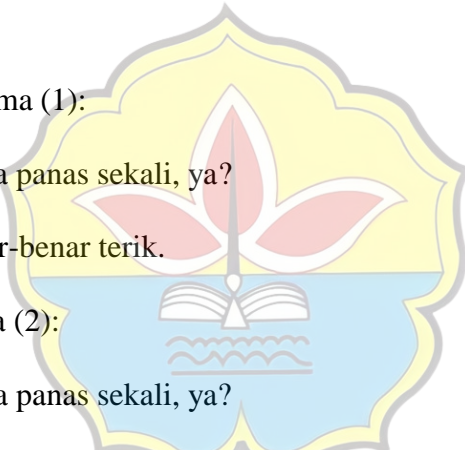 ma (1):
a panas sekali, ya?
r-benar terik.
a (2):
a panas sekali, ya?